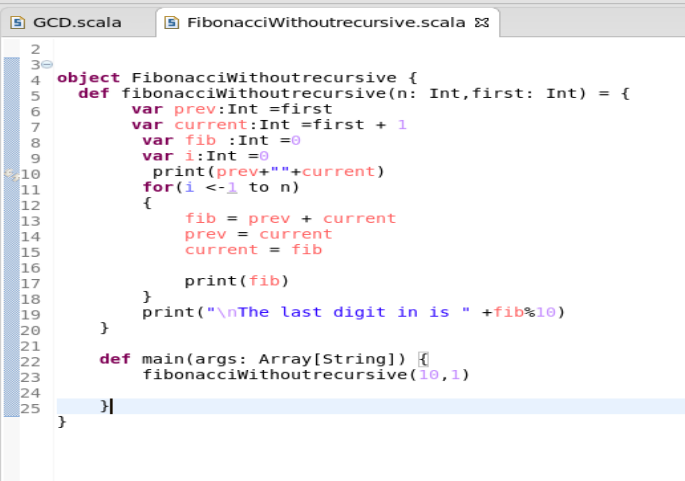 GCD.scala FibonacciWithoutrecursive.scala
2
3
4 object FibonacciWithoutrecursive {
5 def fibonacciWithoutrecursive(n: Int,first: Int) = {
6 var prev:Int =first
7 var current:Int =first + 1
8 var fib :Int =0
9 var i:Int =0
10 print(prev+""+current)
11 for(i <-1 to n)
12 {
13 fib = prev + current
14 prev = current
15 current = fib
16
17 print(fib)
18 }
19 print("\nThe last digit in is " +fib%10)
20 }
21
22 def main(args: Array[String]) {
23 fibonacciWithoutrecursive(10,1)
24
25 }
}